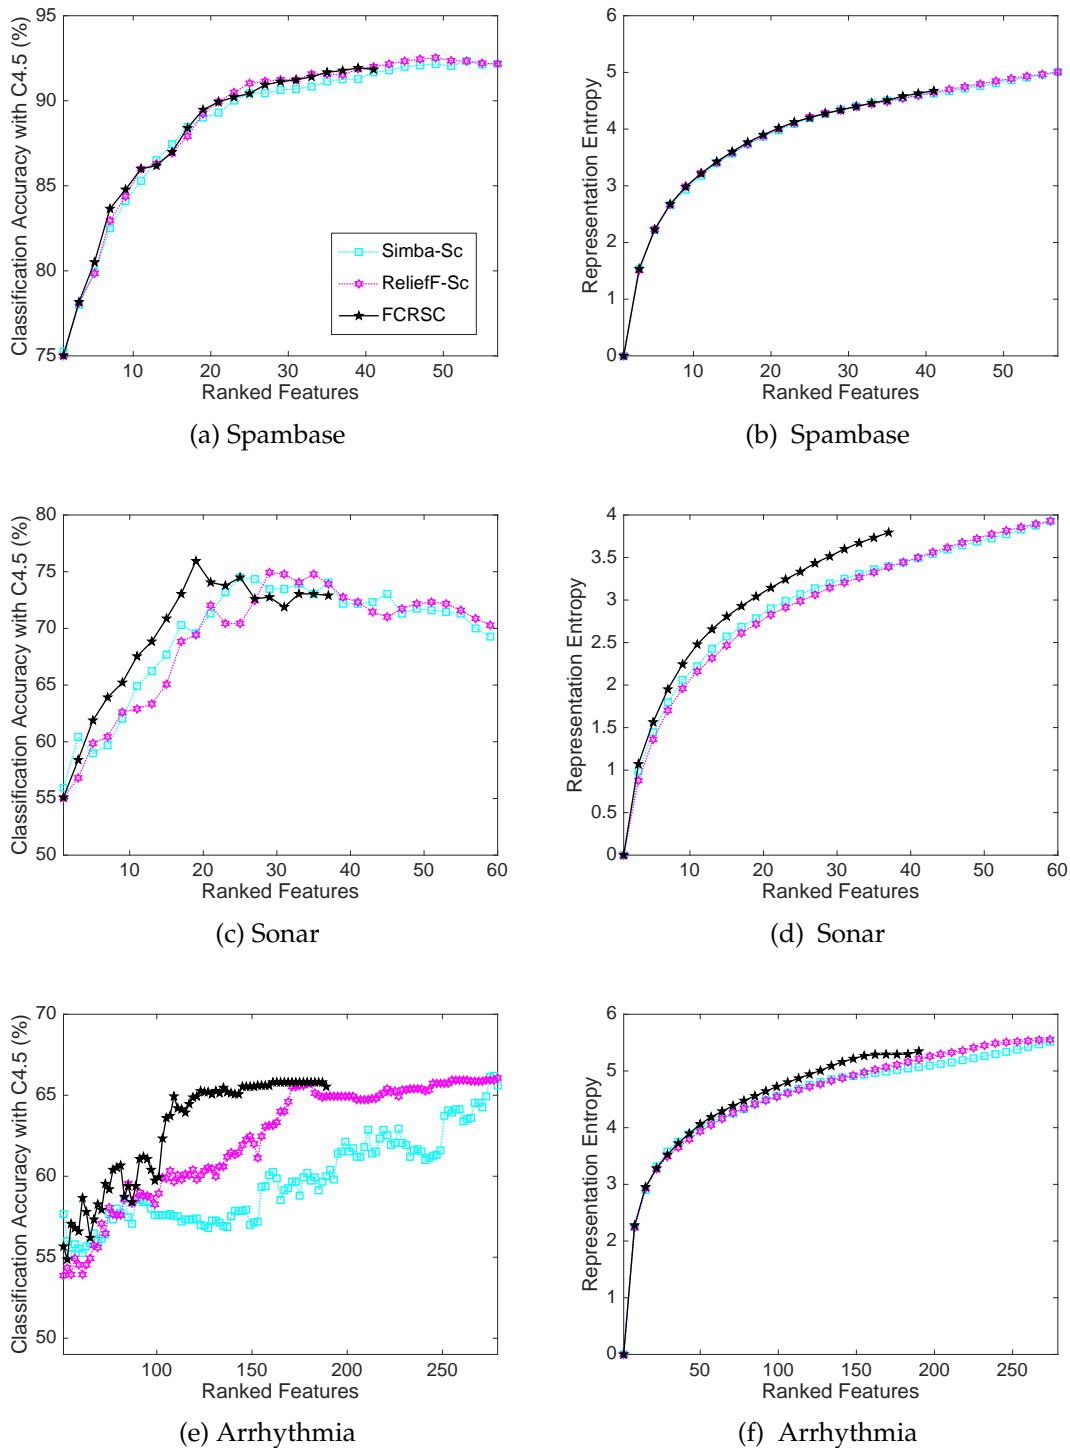 95
90
85
80
75
Classification Accuracy with C4.5 (%)
Simba-Sc
ReliefF-Sc
FCRSC
10 20 30 40 50
Ranked Features
(a) Spambase
6
5
4
3
2
1
0
Representation Entropy
10 20 30 40 50
Ranked Features
(b) Spambase
80
75
70
65
60
55
50
Classification Accuracy with C4.5 (%)
10 20 30 40 50 60
Ranked Features
(c) Sonar
4
3.5
3
2.5
2
1.5
1
0.5
0
Representation Entropy
10 20 30 40 50 60
Ranked Features
(d) Sonar
70
65
60
55
50
Classification Accuracy with C4.5 (%)
100 150 200 250
Ranked Features
(e) Arrhythmia
6
5
4
3
2
1
0
Representation Entropy
50 100 150 200 250
Ranked Features
(f) Arrhythmia